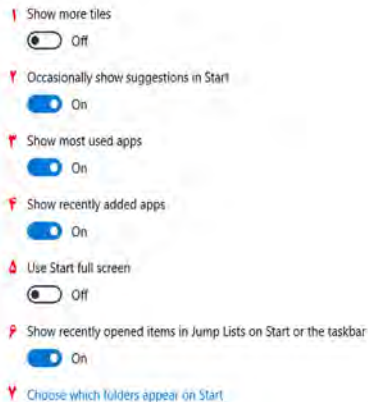 ۱ Show more tiles
Off
۲ Occasionally show suggestions in Start
On
۳ Show most used apps
On
۴ Show recently added apps
On
۵ Use Start full screen
Off
۶ Show recently opened items in Jump Lists on Start or the taskbar
On
۷ Choose which folders appear on Start